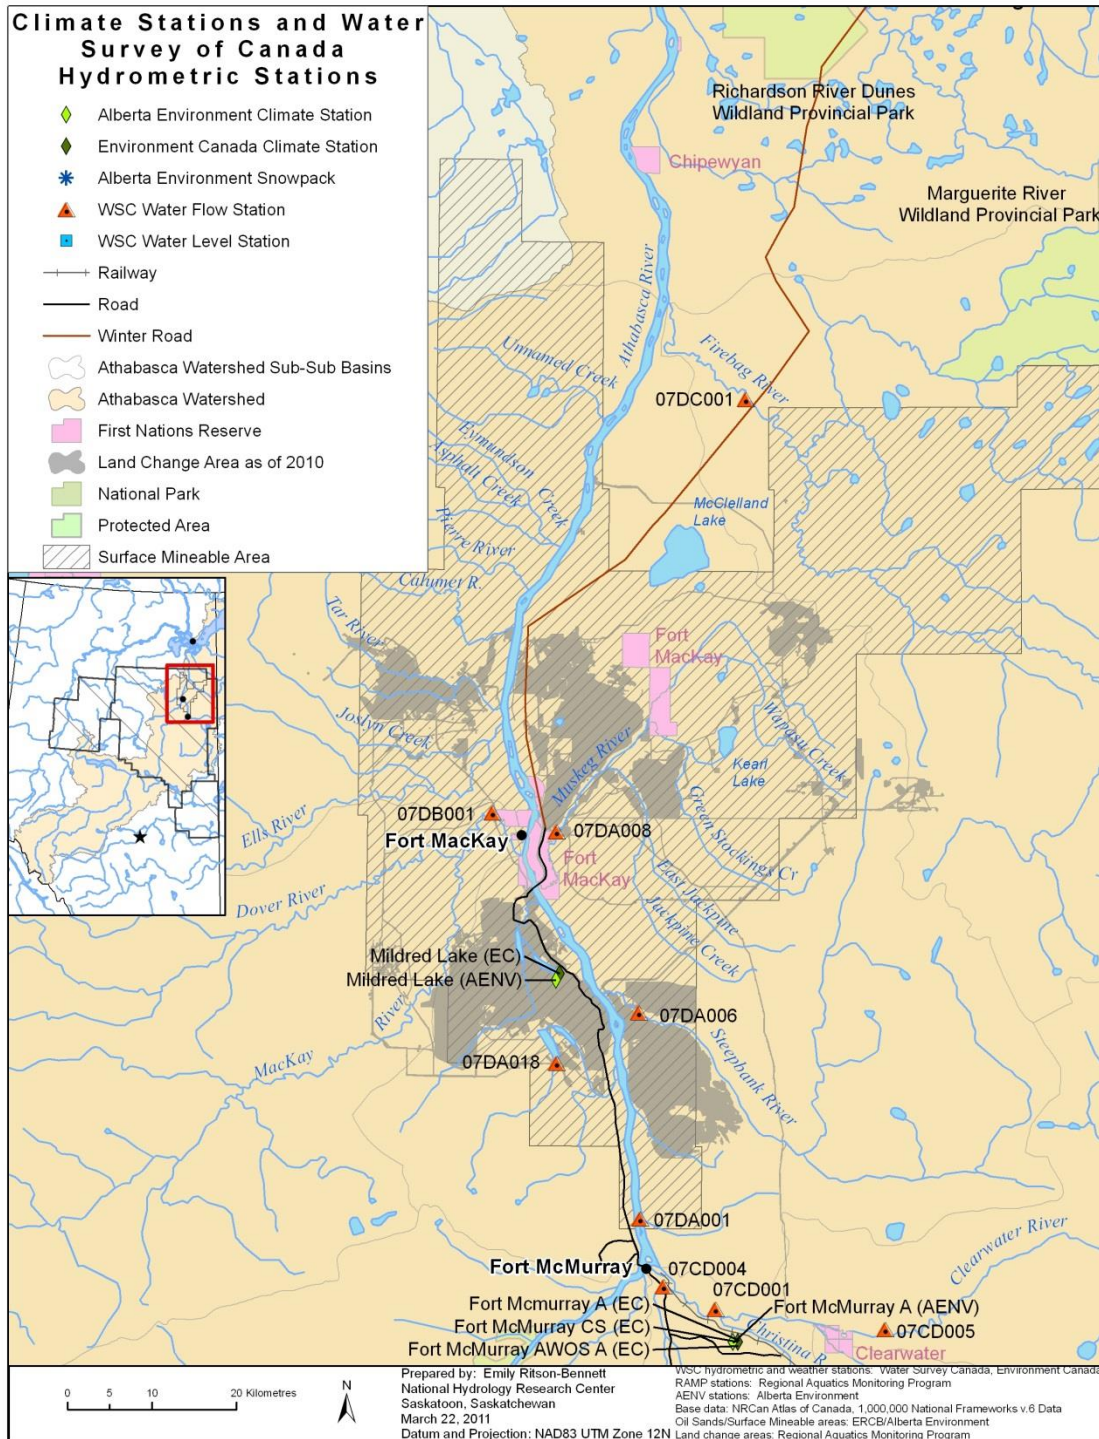 Climate Stations and Water
Survey of Canada
Hydrometric Stations
Alberta Environment Climate Station
Environment Canada Climate Station
Alberta Environment Snowpack
WSC Water Flow Station
WSC Water Level Station
Railway
Road
Winter Road
Athabasca Watershed Sub-Sub Basins
Athabasca Watershed
First Nations Reserve
Land Change Area as of 2010
National Park
Protected Area
Surface Mineable Area
Richardson River Dunes
Wildland Provincial Park
Chipewyan
Marguerite River
Wildland Provincial Park
Athabasca River
Unnamed Creek
Firebag River
07DC001
Eymundson Creek
Asphalt Creek
McClelland
Lake
Pierre River
Calumet R.
Tar River
Fort
MacKay
Joslyn Creek
Wapasu Creek
Muskeg River
Kearl
Lake
Green Stockings Cr
07DB001
Ells River
Fort MacKay
07DA008
Fort
MacKay
East Jackpine
Jackpine Creek
Dover River
Mildred Lake (EC)
Mildred Lake (AENV)
MacKay River
07DA006
Steepbank River
07DA018
07DA001
Clearwater River
Fort McMurray
07CD004
07CD001
Fort Mcmurray A (EC)
Fort McMurray A (AENV)
Fort McMurray CS (EC)
Fort McMurray AWOS A (EC)
Christina R.
07CD005
Clearwater
0 5 10 20 Kilometres
N
Prepared by: Emily Ritson-Bennett
National Hydrology Research Center
Saskatoon, Saskatchewan
March 22, 2011
Datum and Projection: NAD83 UTM Zone 12N
WSC hydrometric and weather stations: Water Survey Canada, Environment Canada
RAMP stations: Regional Aquatics Monitoring Program
AENV stations: Alberta Environment
Base data: NRCan Atlas of Canada, 1,000,000 National Frameworks v.6 Data
Oil Sands/Surface Mineable areas: ERCB/Alberta Environment
Land change areas: Regional Aquatics Monitoring Program